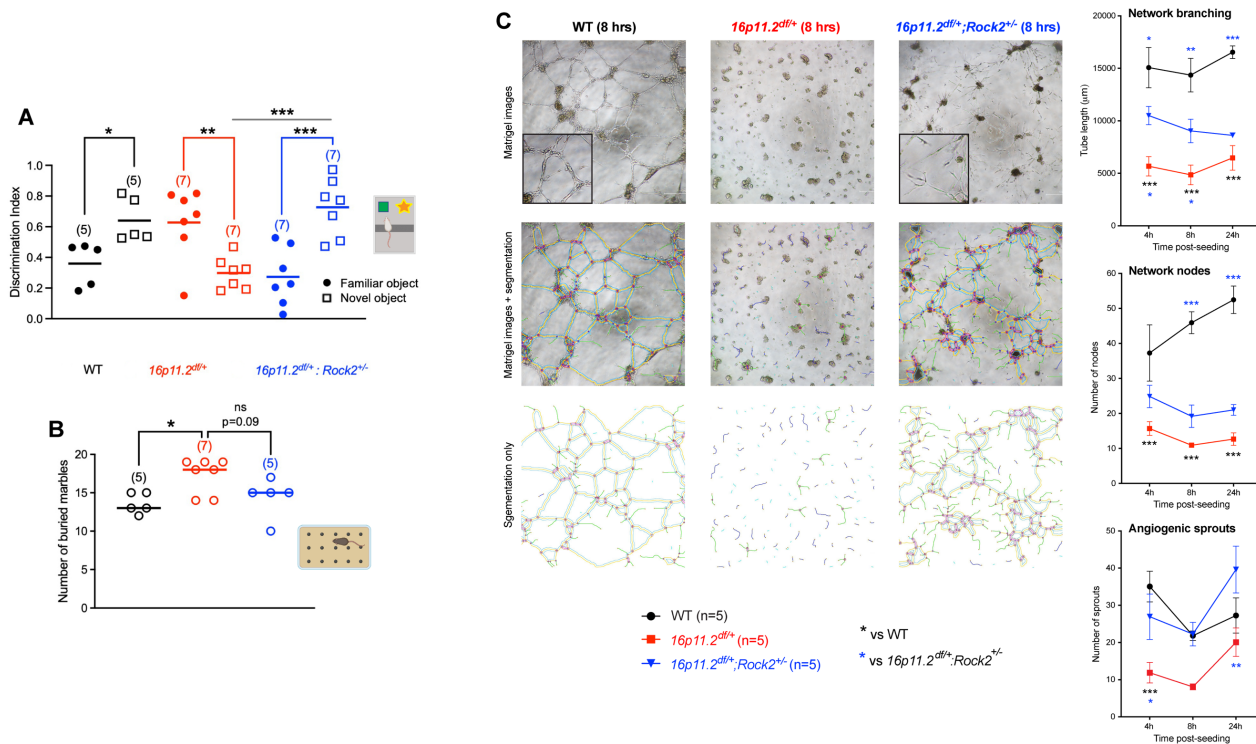 A
*
**
***
***
(5)
(5)
(7)
(7)
(7)
(7)
Discrimination Index
1.0
0.8
0.6
0.4
0.2
0.0
Familiar object
Novel object
WT
16p11.2df/+
16p11.2df/+ : Rock2+/-
B
*
ns
p=0.09
(5)
(7)
(5)
Number of buried marbles
20
15
10
5
0
C
WT (8 hrs)
16p11.2df/+ (8 hrs)
16p11.2df/+;Rock2+/- (8 hrs)
Matrigel images
Matrigel images + segmentation
Sgementation only
WT (n=5)
16p11.2df/+ (n=5)
16p11.2df/+;Rock2+/- (n=5)
* vs WT
* vs 16p11.2df/+:Rock2+/-
Network branching
Tube length (μm)
20000
15000
10000
5000
0
*
**
***
***
***
***
*
*
4h
8h
24h
Time post-seeding
Network nodes
Number of nodes
60
50
40
30
20
10
0
***
***
***
***
***
4h
8h
24h
Time post-seeding
Angiogenic sprouts
Number of sprouts
50
40
30
20
10
0
***
*
**
4h
8h
24h
Time post-seeding